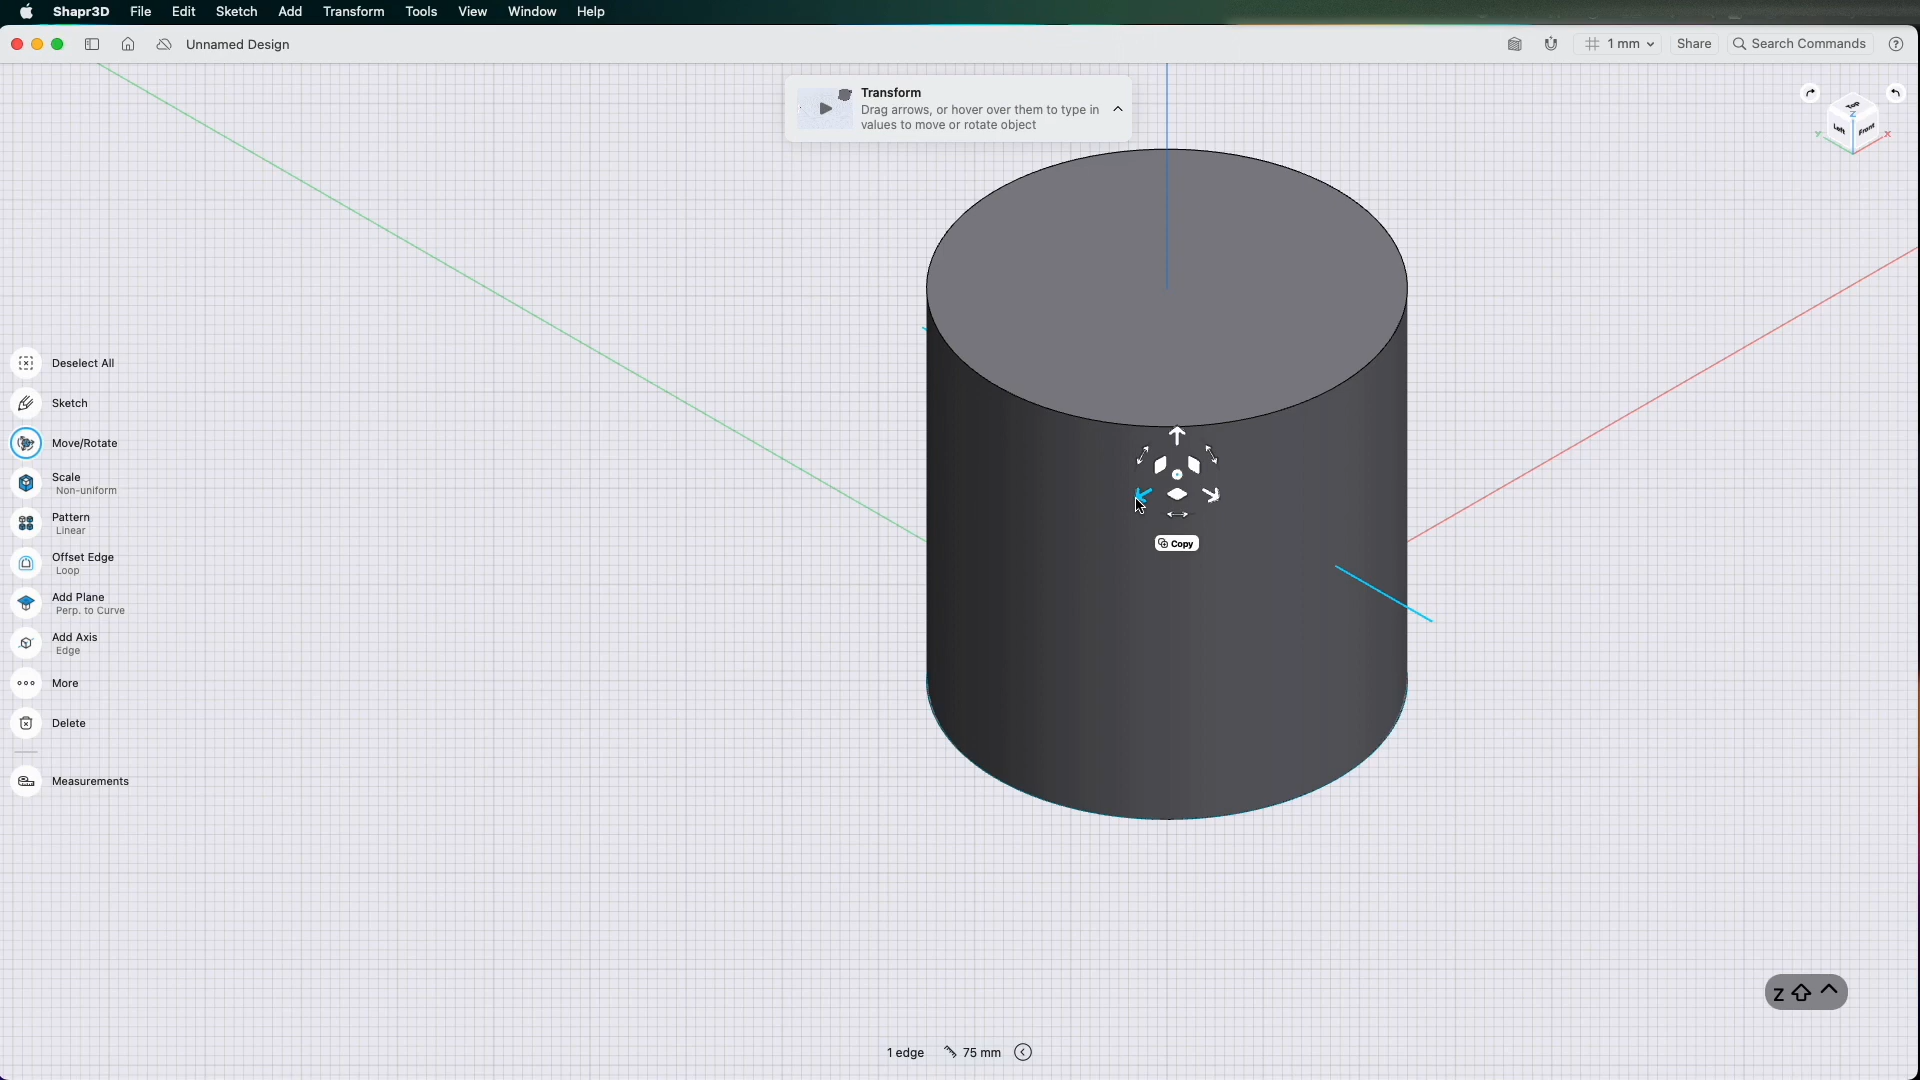 Shapr3D File Edit Sketch Add Transform Tools View Window Help
Unnamed Design
1 mm Share Search Commands
Transform
Drag arrows, or hover over them to type in
values to move or rotate object
Top
Z
Left Front
Y X
Deselect All
Sketch
Move/Rotate
Scale
Non-uniform
Pattern
Linear
Offset Edge
Loop
Add Plane
Perp. to Curve
Add Axis
Edge
More
Delete
Measurements
Copy
Z
1 edge 75 mm